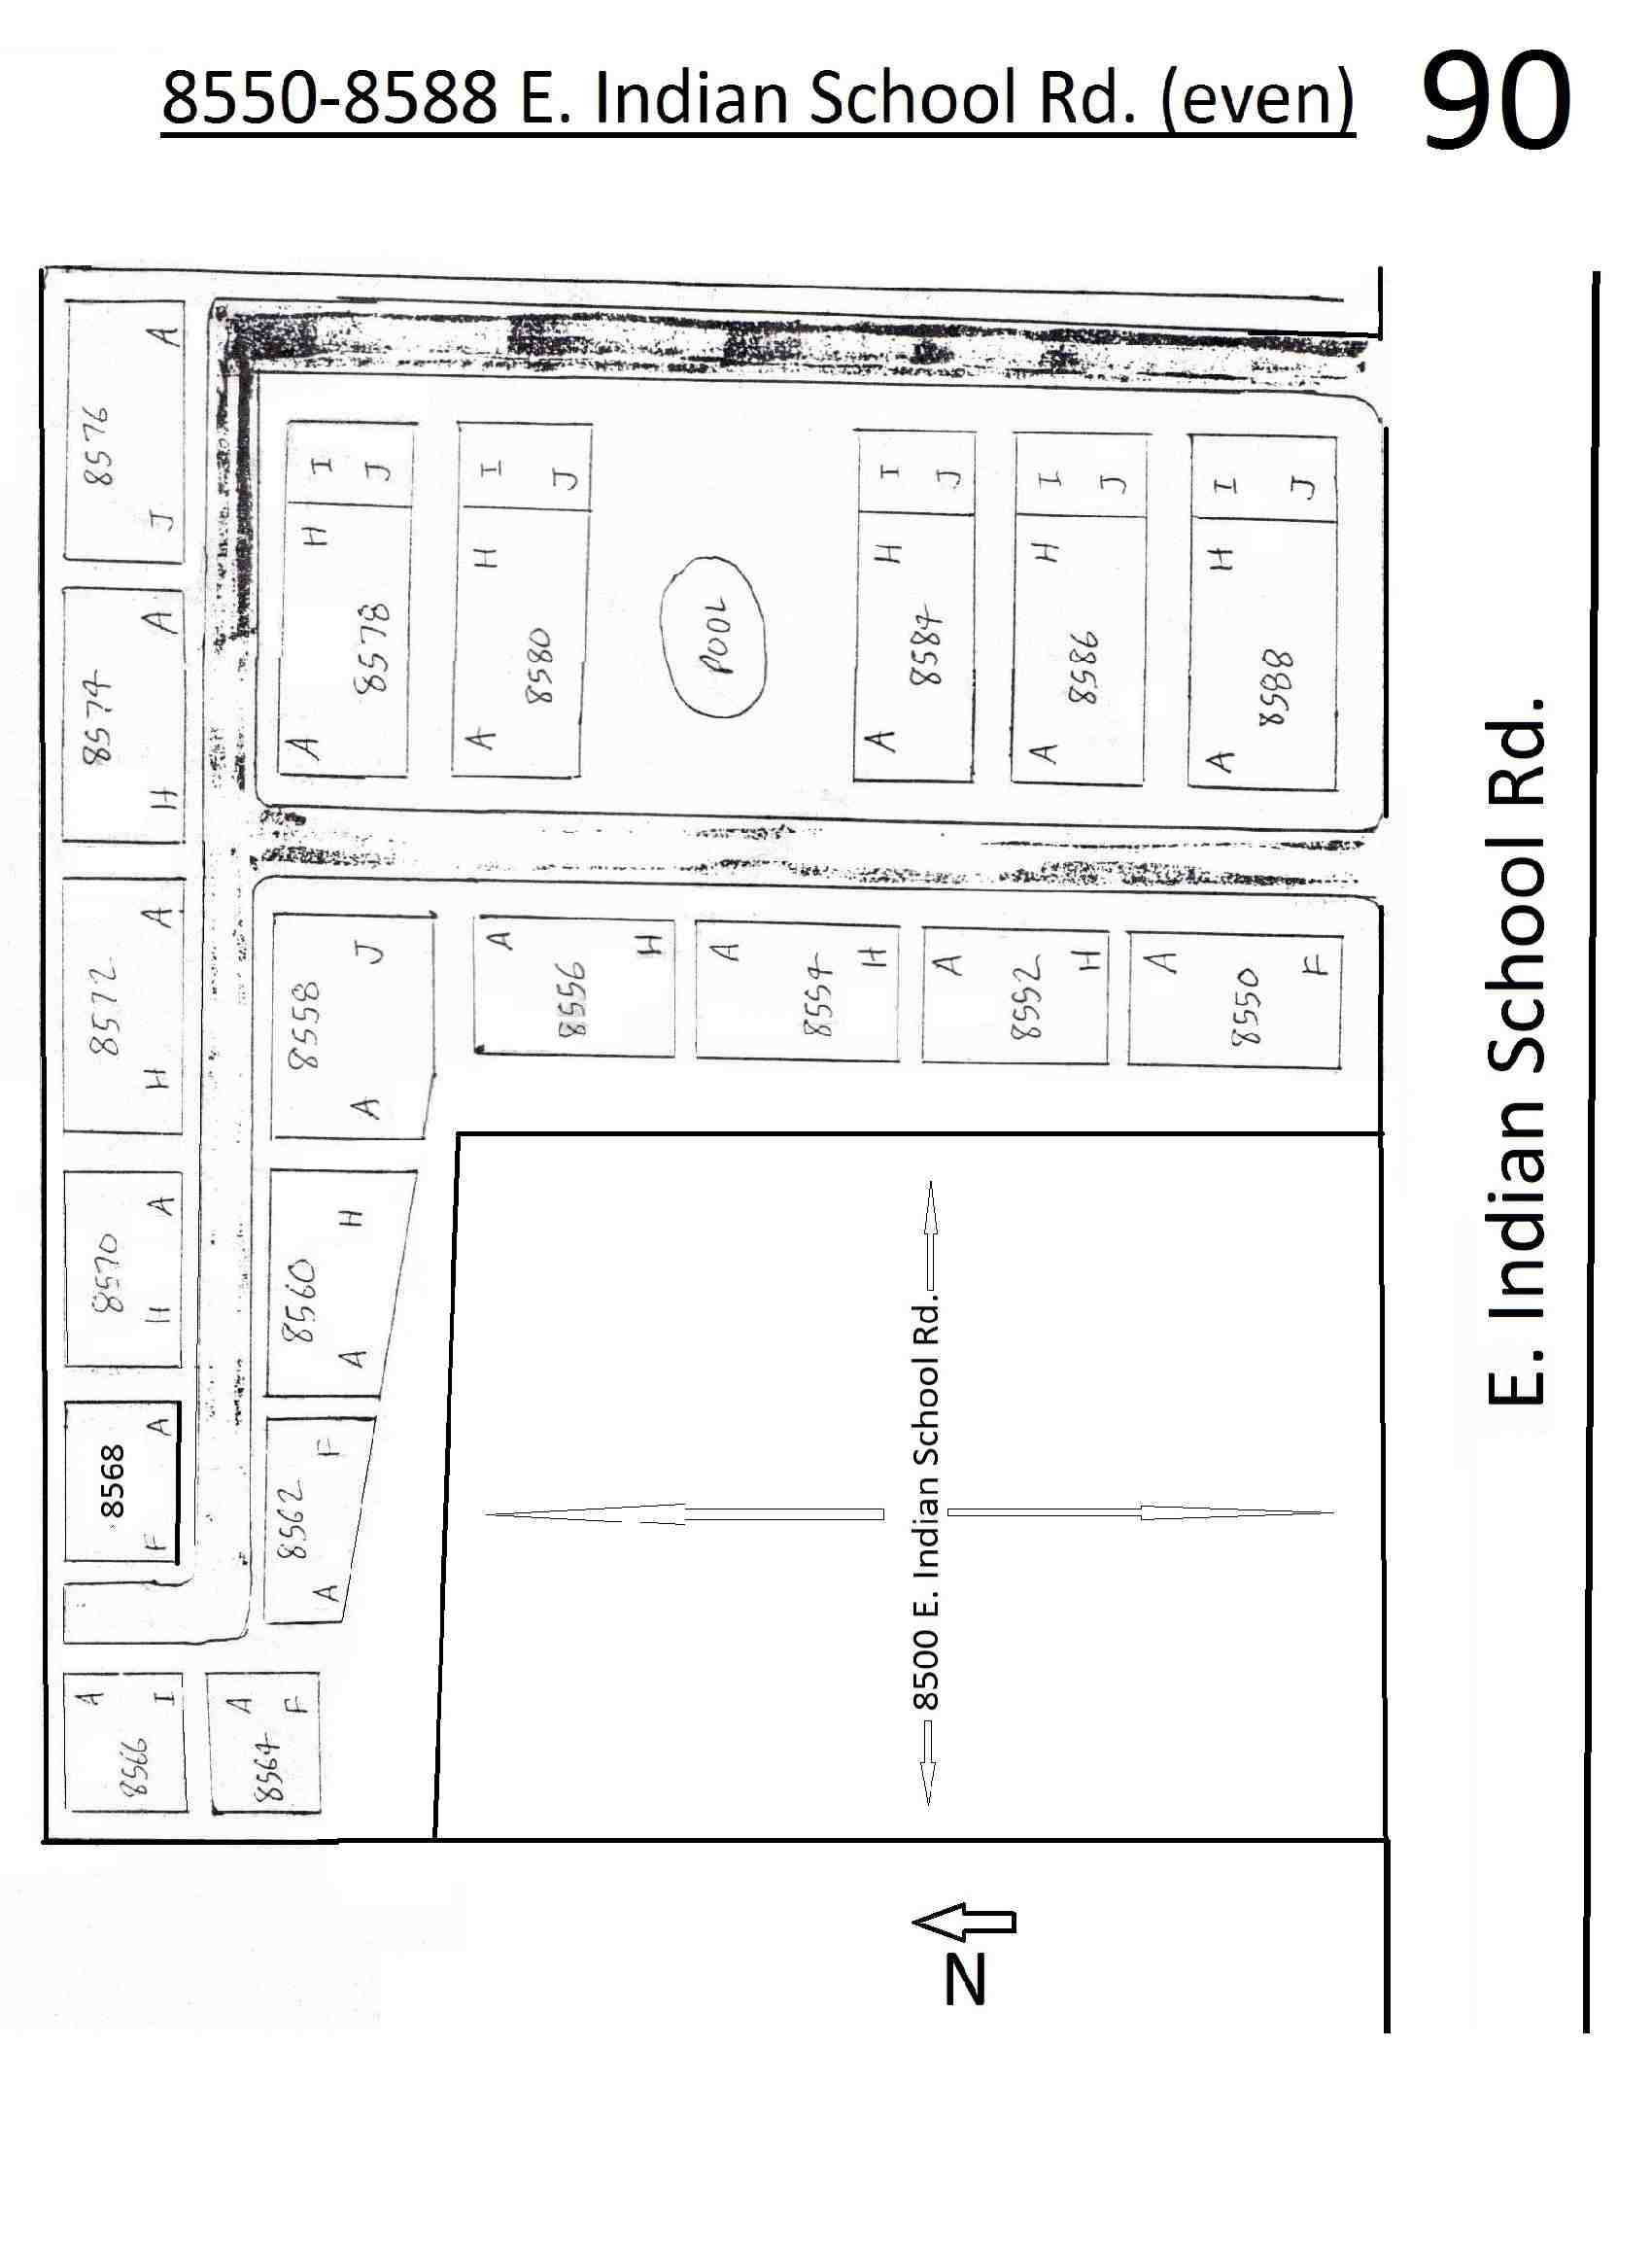 8550-8588 E. Indian School Rd. (even)
90
8576
A
J
8574
A
H
8572
A
H
8570
A
H
8568
A
F
8566
A
I
8564
A
F
8578
A
H
I
J
8580
A
H
I
J
POOL
8584
A
H
I
J
8586
A
H
I
J
8588
A
H
I
J
8558
A
J
8556
A
H
8554
A
H
8552
A
H
8550
A
F
8560
A
H
8562
A
F
8500 E. Indian School Rd.
E. Indian School Rd.
N